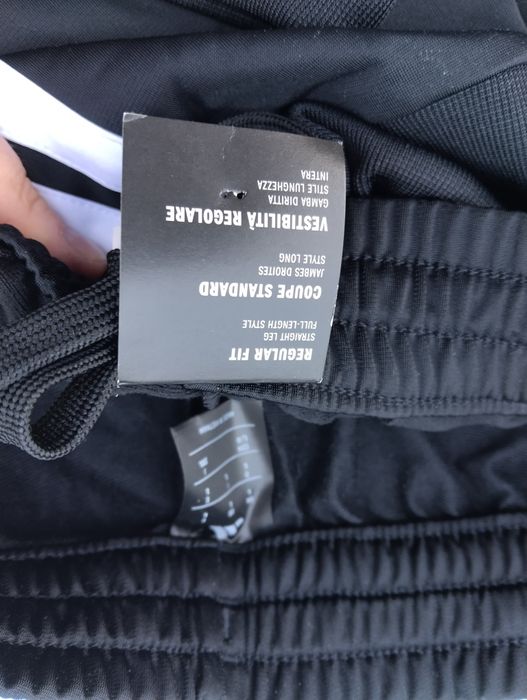 REGULAR FIT
STRAIGHT LEG
FULL-LENGTH STYLE
COUPE STANDARD
JAMBES DROITES
STYLE LONG
VESTIBILITÀ REGOLARE
GAMBA DIRITTA
STILE LUNGHEZZA
INTERA